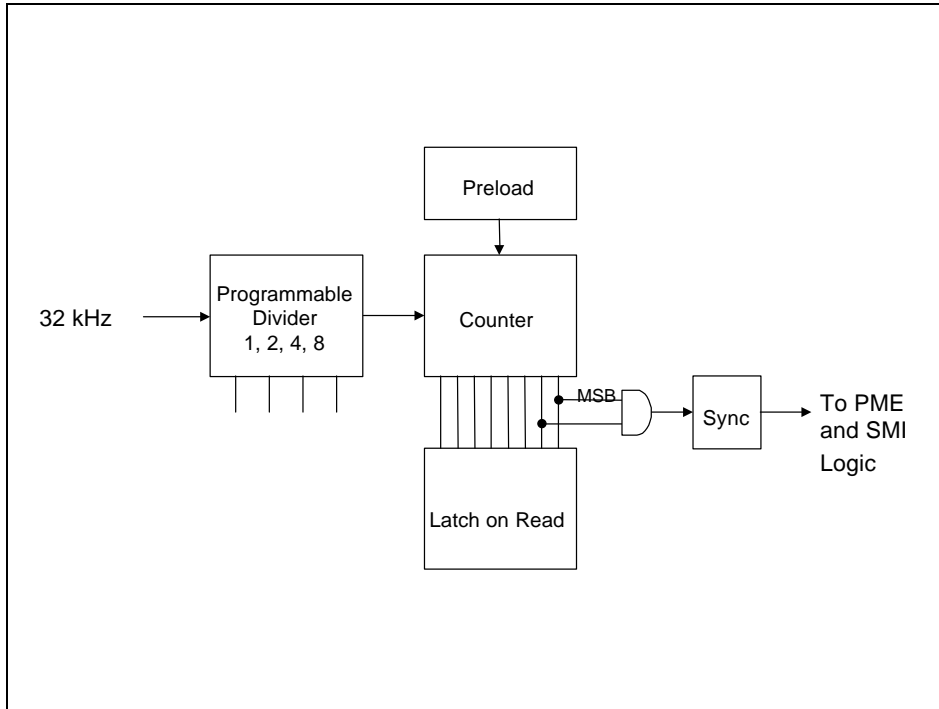 Preload
32 kHz
Programmable
Divider
1, 2, 4, 8
Counter
MSB
Sync
To PME
and SMI
Logic
Latch on Read